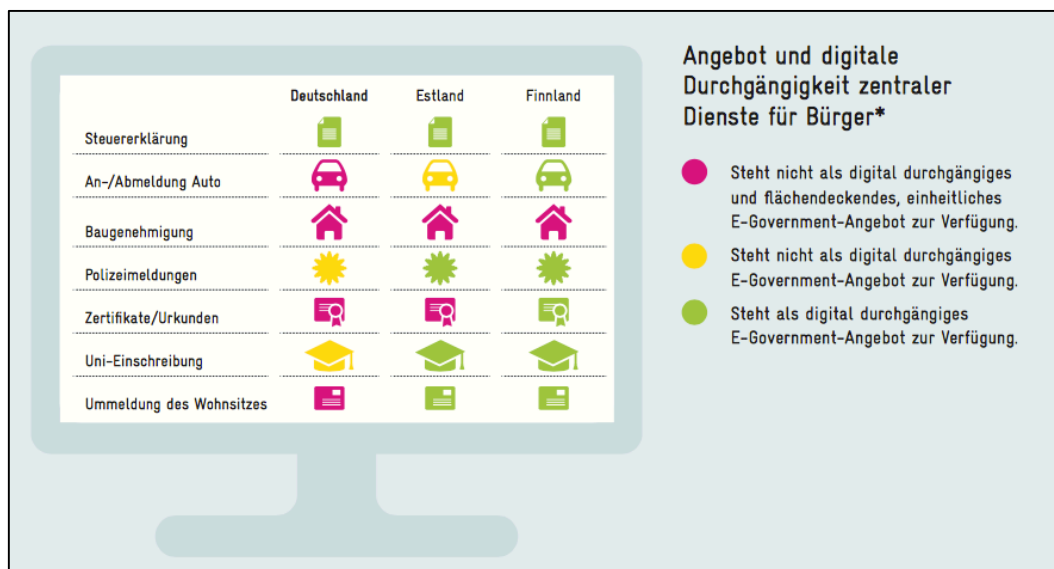 Angebot und digitale
Durchgängigkeit zentraler
Dienste für Bürger*
Deutschland Estland Finnland
Steuererklärung
An-/Abmeldung Auto
Baugenehmigung
Polizeimeldungen
Zertifikate/Urkunden
Uni-Einschreibung
Ummeldung des Wohnsitzes
Steht nicht als digital durchgängiges
und flächendeckendes, einheitliches
E-Government-Angebot zur Verfügung.
Steht nicht als digital durchgängiges
E-Government-Angebot zur Verfügung.
Steht als digital durchgängiges
E-Government-Angebot zur Verfügung.